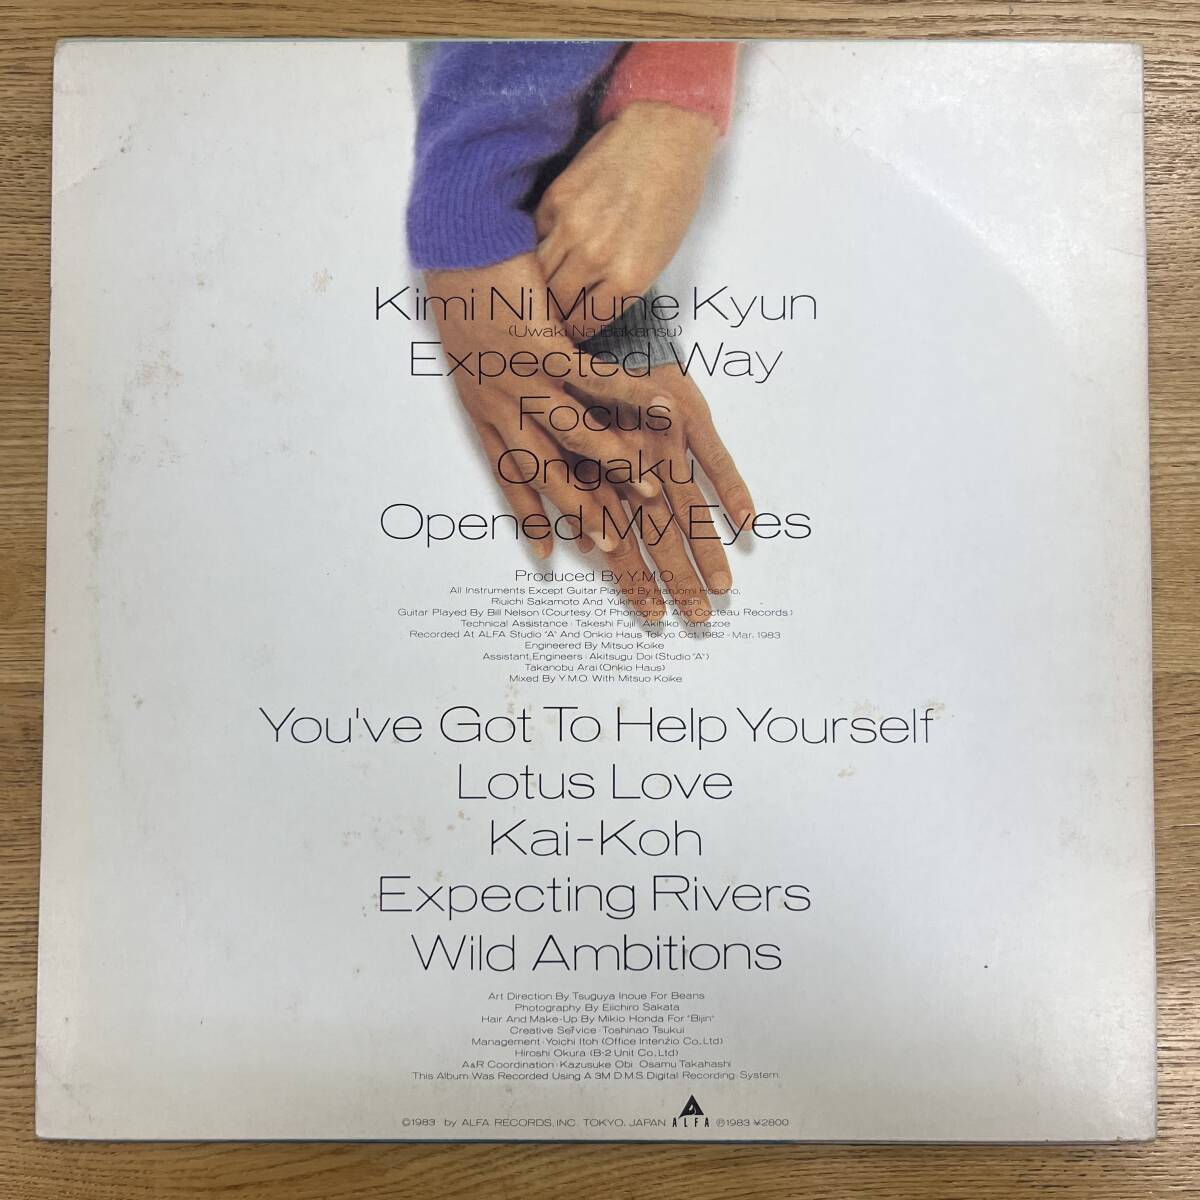 Kimi Ni Mune Kyun
(Uwaki Na Bakansu)
Expected Way
Focus
Ongaku
Opened My Eyes
Produced By Y.M.O.
All Instruments Except Guitar Played By Haruomi Hosono,
Riuichi Sakamoto And Yukihiro Takahashi
Guitar Played By Bill Nelson (Courtesy Of Phonogram And Cocteau Records)
Technical Assistance : Takeshi Fujii Akihiko Yamazoe
Recorded At ALFA Studio "A" And Onkio Haus Tokyo Oct. 1982 - Mar. 1983
Engineered By Mitsuo Koike
Assistant Engineers : Akitsugu Doi (Studio "A")
Takanobu Arai (Onkio Haus)
Mixed By Y.M.O. With Mitsuo Koike
You've Got To Help Yourself
Lotus Love
Kai-Koh
Expecting Rivers
Wild Ambitions
Art Direction By Tsuguya Inoue For Beans
Photography By Eiichiro Sakata
Hair And Make-Up By Mikio Honda For "Bijin"
Creative Service : Toshinao Tsukui
Management : Yoichi Itoh (Office Intenzio Co., Ltd)
Hiroshi Okura (B-2 Unit Co., Ltd)
A&R Coordination : Kazusuke Obi Osamu Takahashi
This Album Was Recorded Using A 3M D.M.S. Digital Recording System
©1983 by ALFA RECORDS, INC. TOKYO, JAPAN ALFA ℗1983 ¥2800